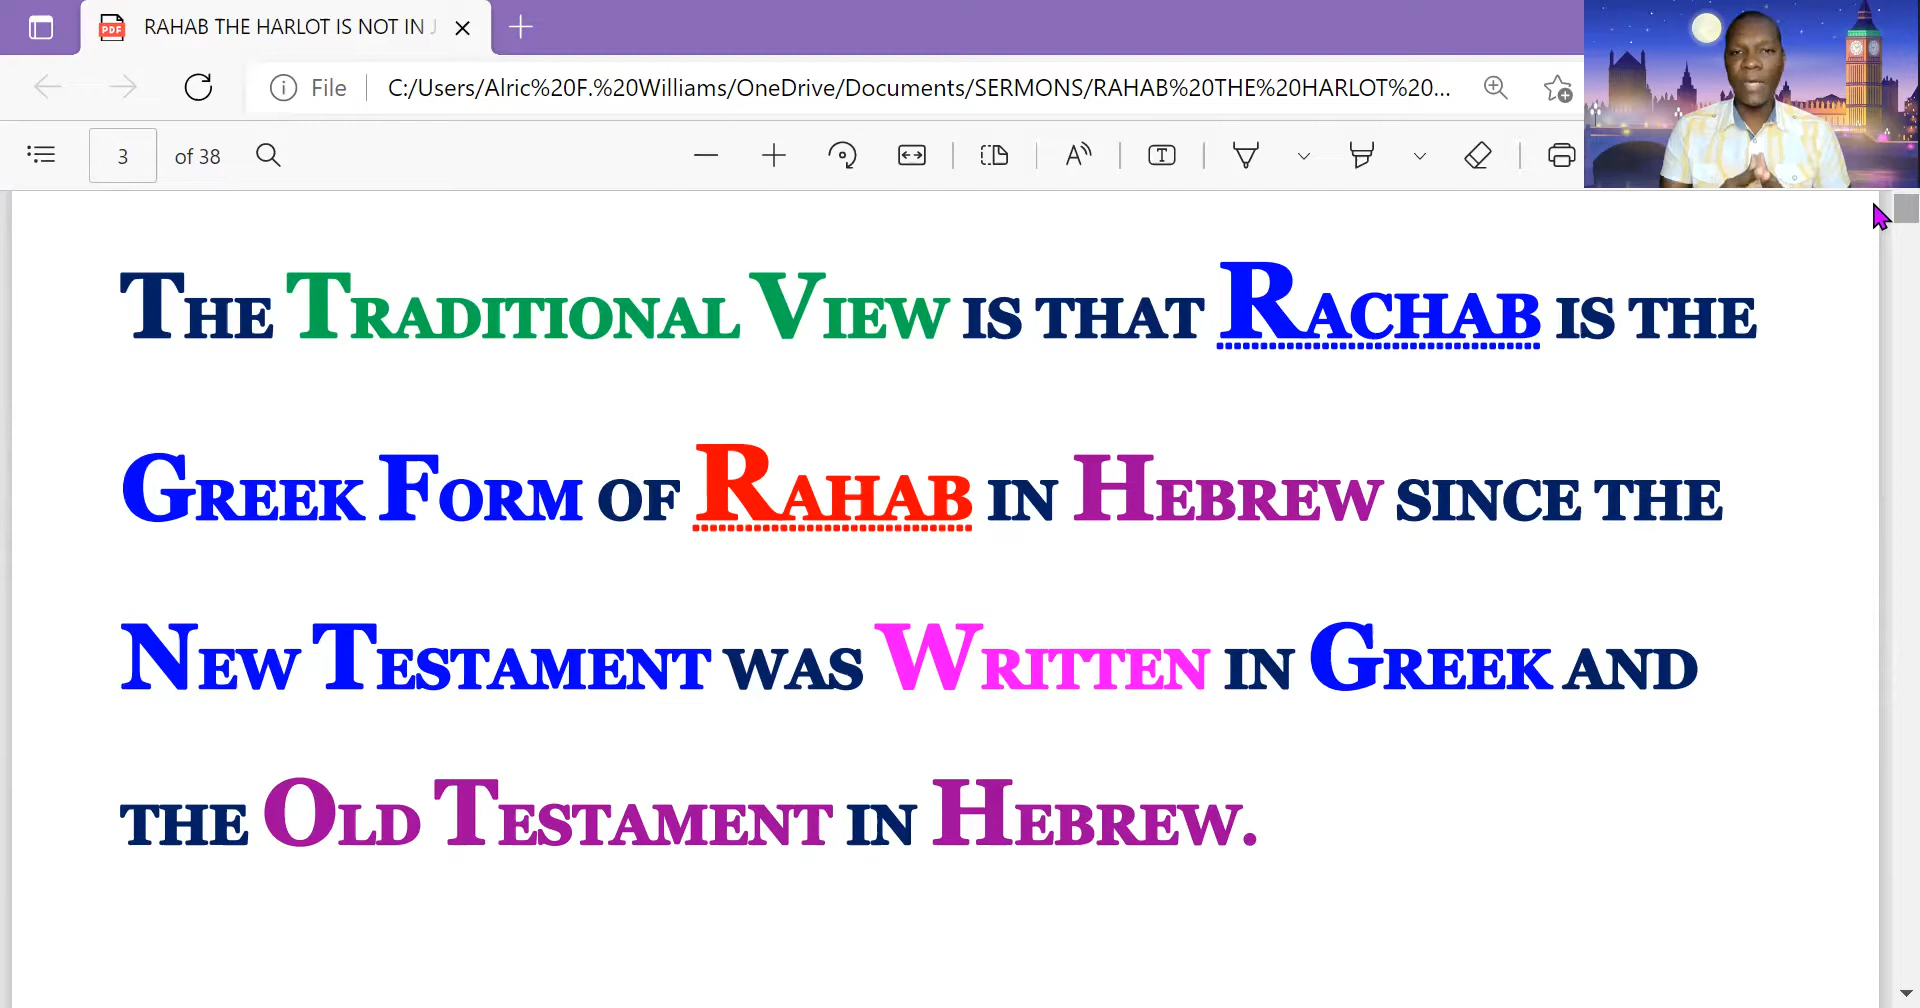 RAHAB THE HARLOT IS NOT IN J
File C:/Users/Alric%20F.%20Williams/OneDrive/Documents/SERMONS/RAHAB%20THE%20HARLOT%20...
3 of 38
THE TRADITIONAL VIEW IS THAT RACHAB IS THE
GREEK FORM OF RAHAB IN HEBREW SINCE THE
NEW TESTAMENT WAS WRITTEN IN GREEK AND
THE OLD TESTAMENT IN HEBREW.